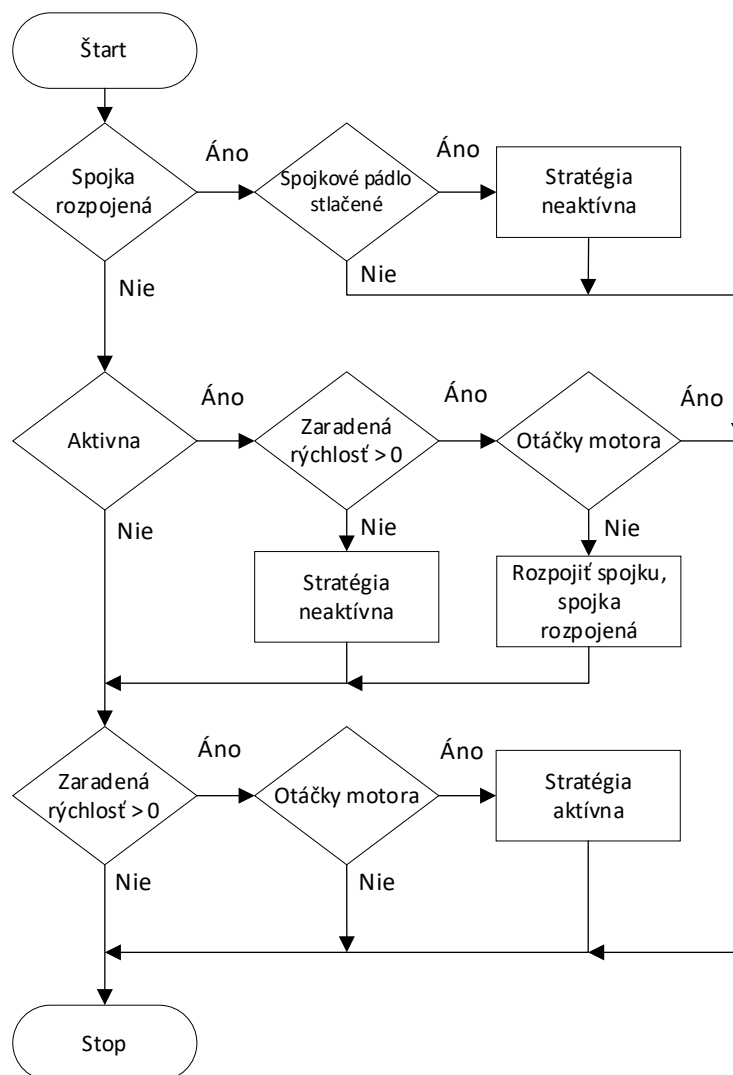 Štart
Áno
Áno
Spojka
rozpojená
Spojkové pádlo
stlačené
Stratégia
neaktívna
Nie
Nie
Áno
Áno
Áno
Aktivna
Zaradená
rýchlosť > 0
Otáčky motora
Nie
Nie
Nie
Stratégia
neaktívna
Rozpojiť spojku,
spojka
rozpojená
Áno
Áno
Zaradená
rýchlosť > 0
Otáčky motora
Stratégia
aktívna
Nie
Nie
Stop